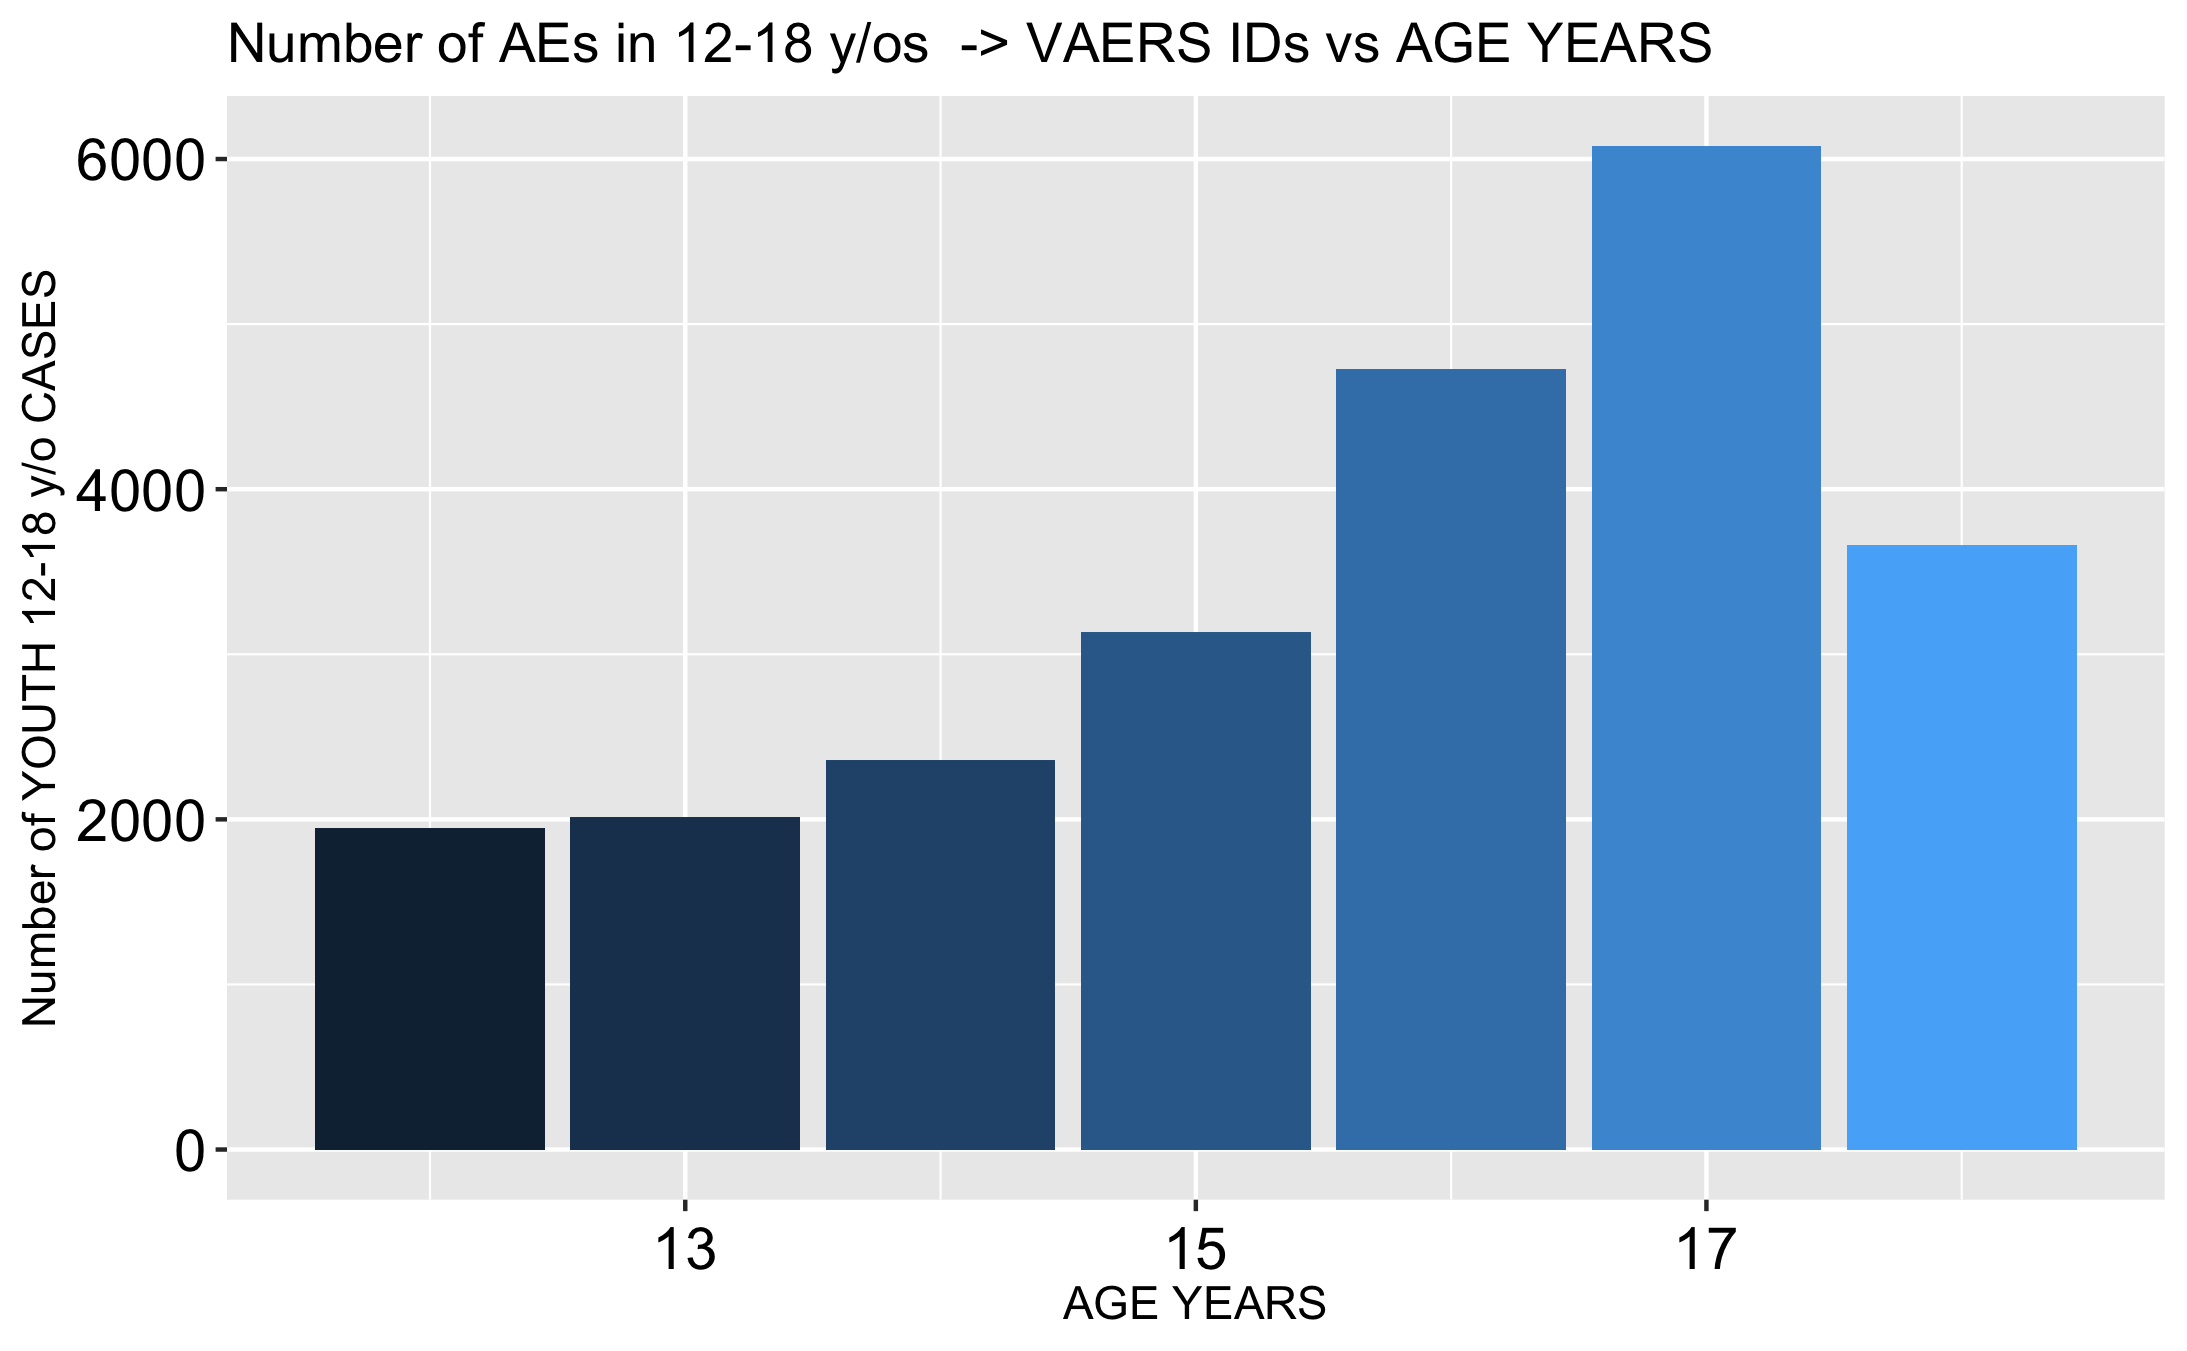 Number of AEs in 12-18 y/os  -> VAERS IDs vs AGE YEARS
Number of YOUTH 12-18 y/o CASES
6000
4000
2000
0
13 15 17
AGE YEARS